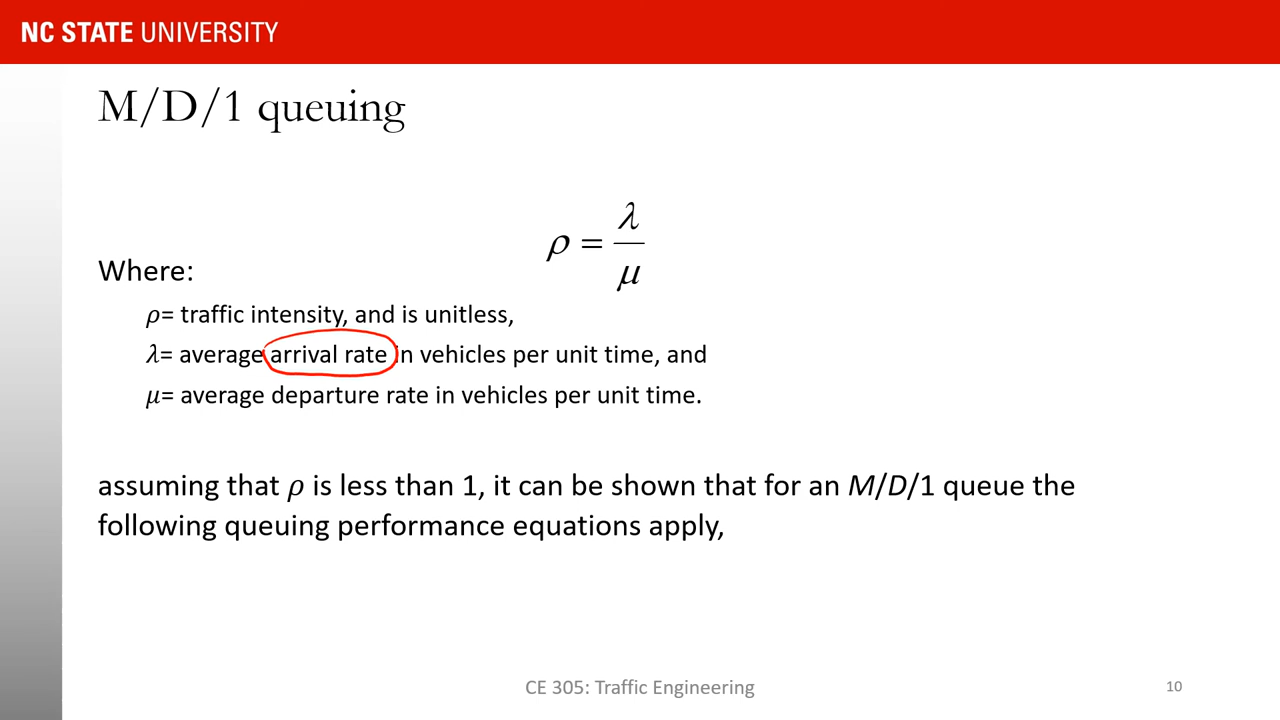 NC STATE UNIVERSITY
M/D/1 queuing
ρ = λ/μ
Where:
ρ= traffic intensity, and is unitless,
λ= average arrival rate in vehicles per unit time, and
μ= average departure rate in vehicles per unit time.
assuming that ρ is less than 1, it can be shown that for an M/D/1 queue the
following queuing performance equations apply,
CE 305: Traffic Engineering
10